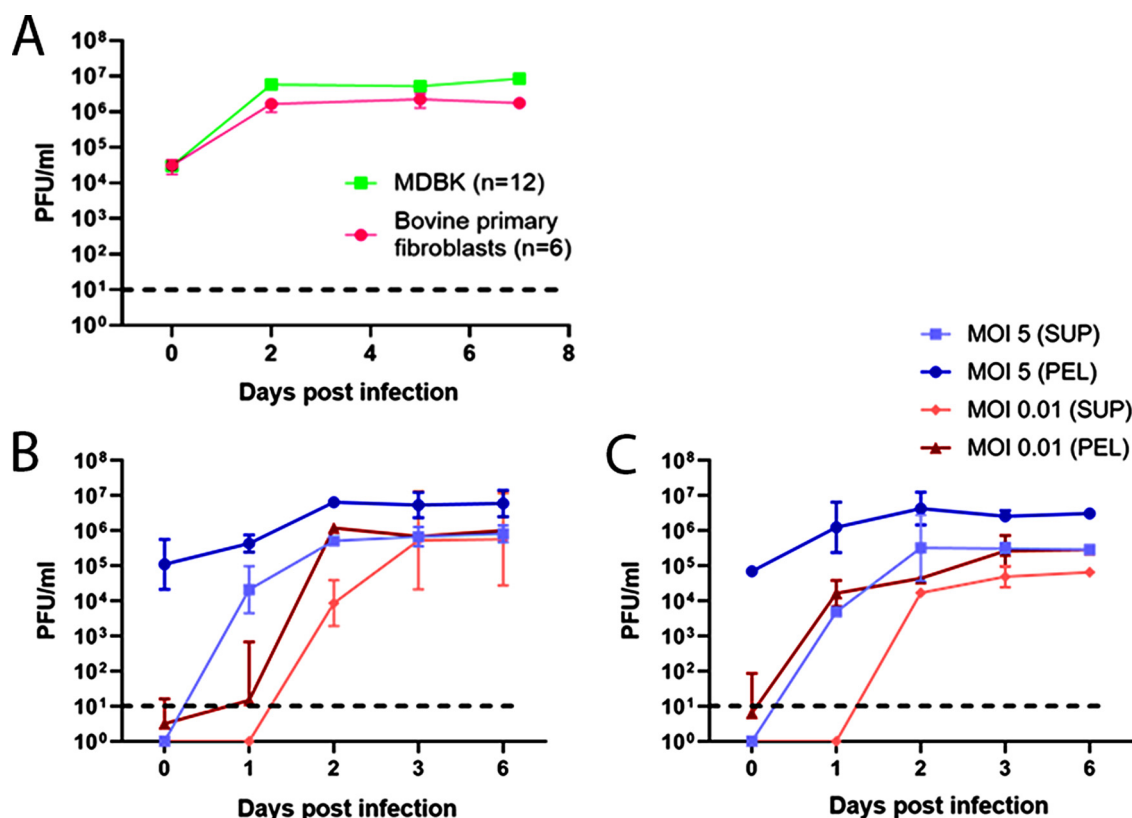 A
10⁸
10⁷
10⁶
10⁵
10⁴
10³
10²
10¹
10⁰
PFU/ml
MDBK (n=12)
Bovine primary
fibroblasts (n=6)
0 2 4 6 8
Days post infection
MOI 5 (SUP)
MOI 5 (PEL)
MOI 0.01 (SUP)
MOI 0.01 (PEL)
B
10⁸
10⁷
10⁶
10⁵
10⁴
10³
10²
10¹
10⁰
PFU/ml
0 1 2 3 6
Days post infection
C
10⁸
10⁷
10⁶
10⁵
10⁴
10³
10²
10¹
10⁰
PFU/ml
0 1 2 3 6
Days post infection